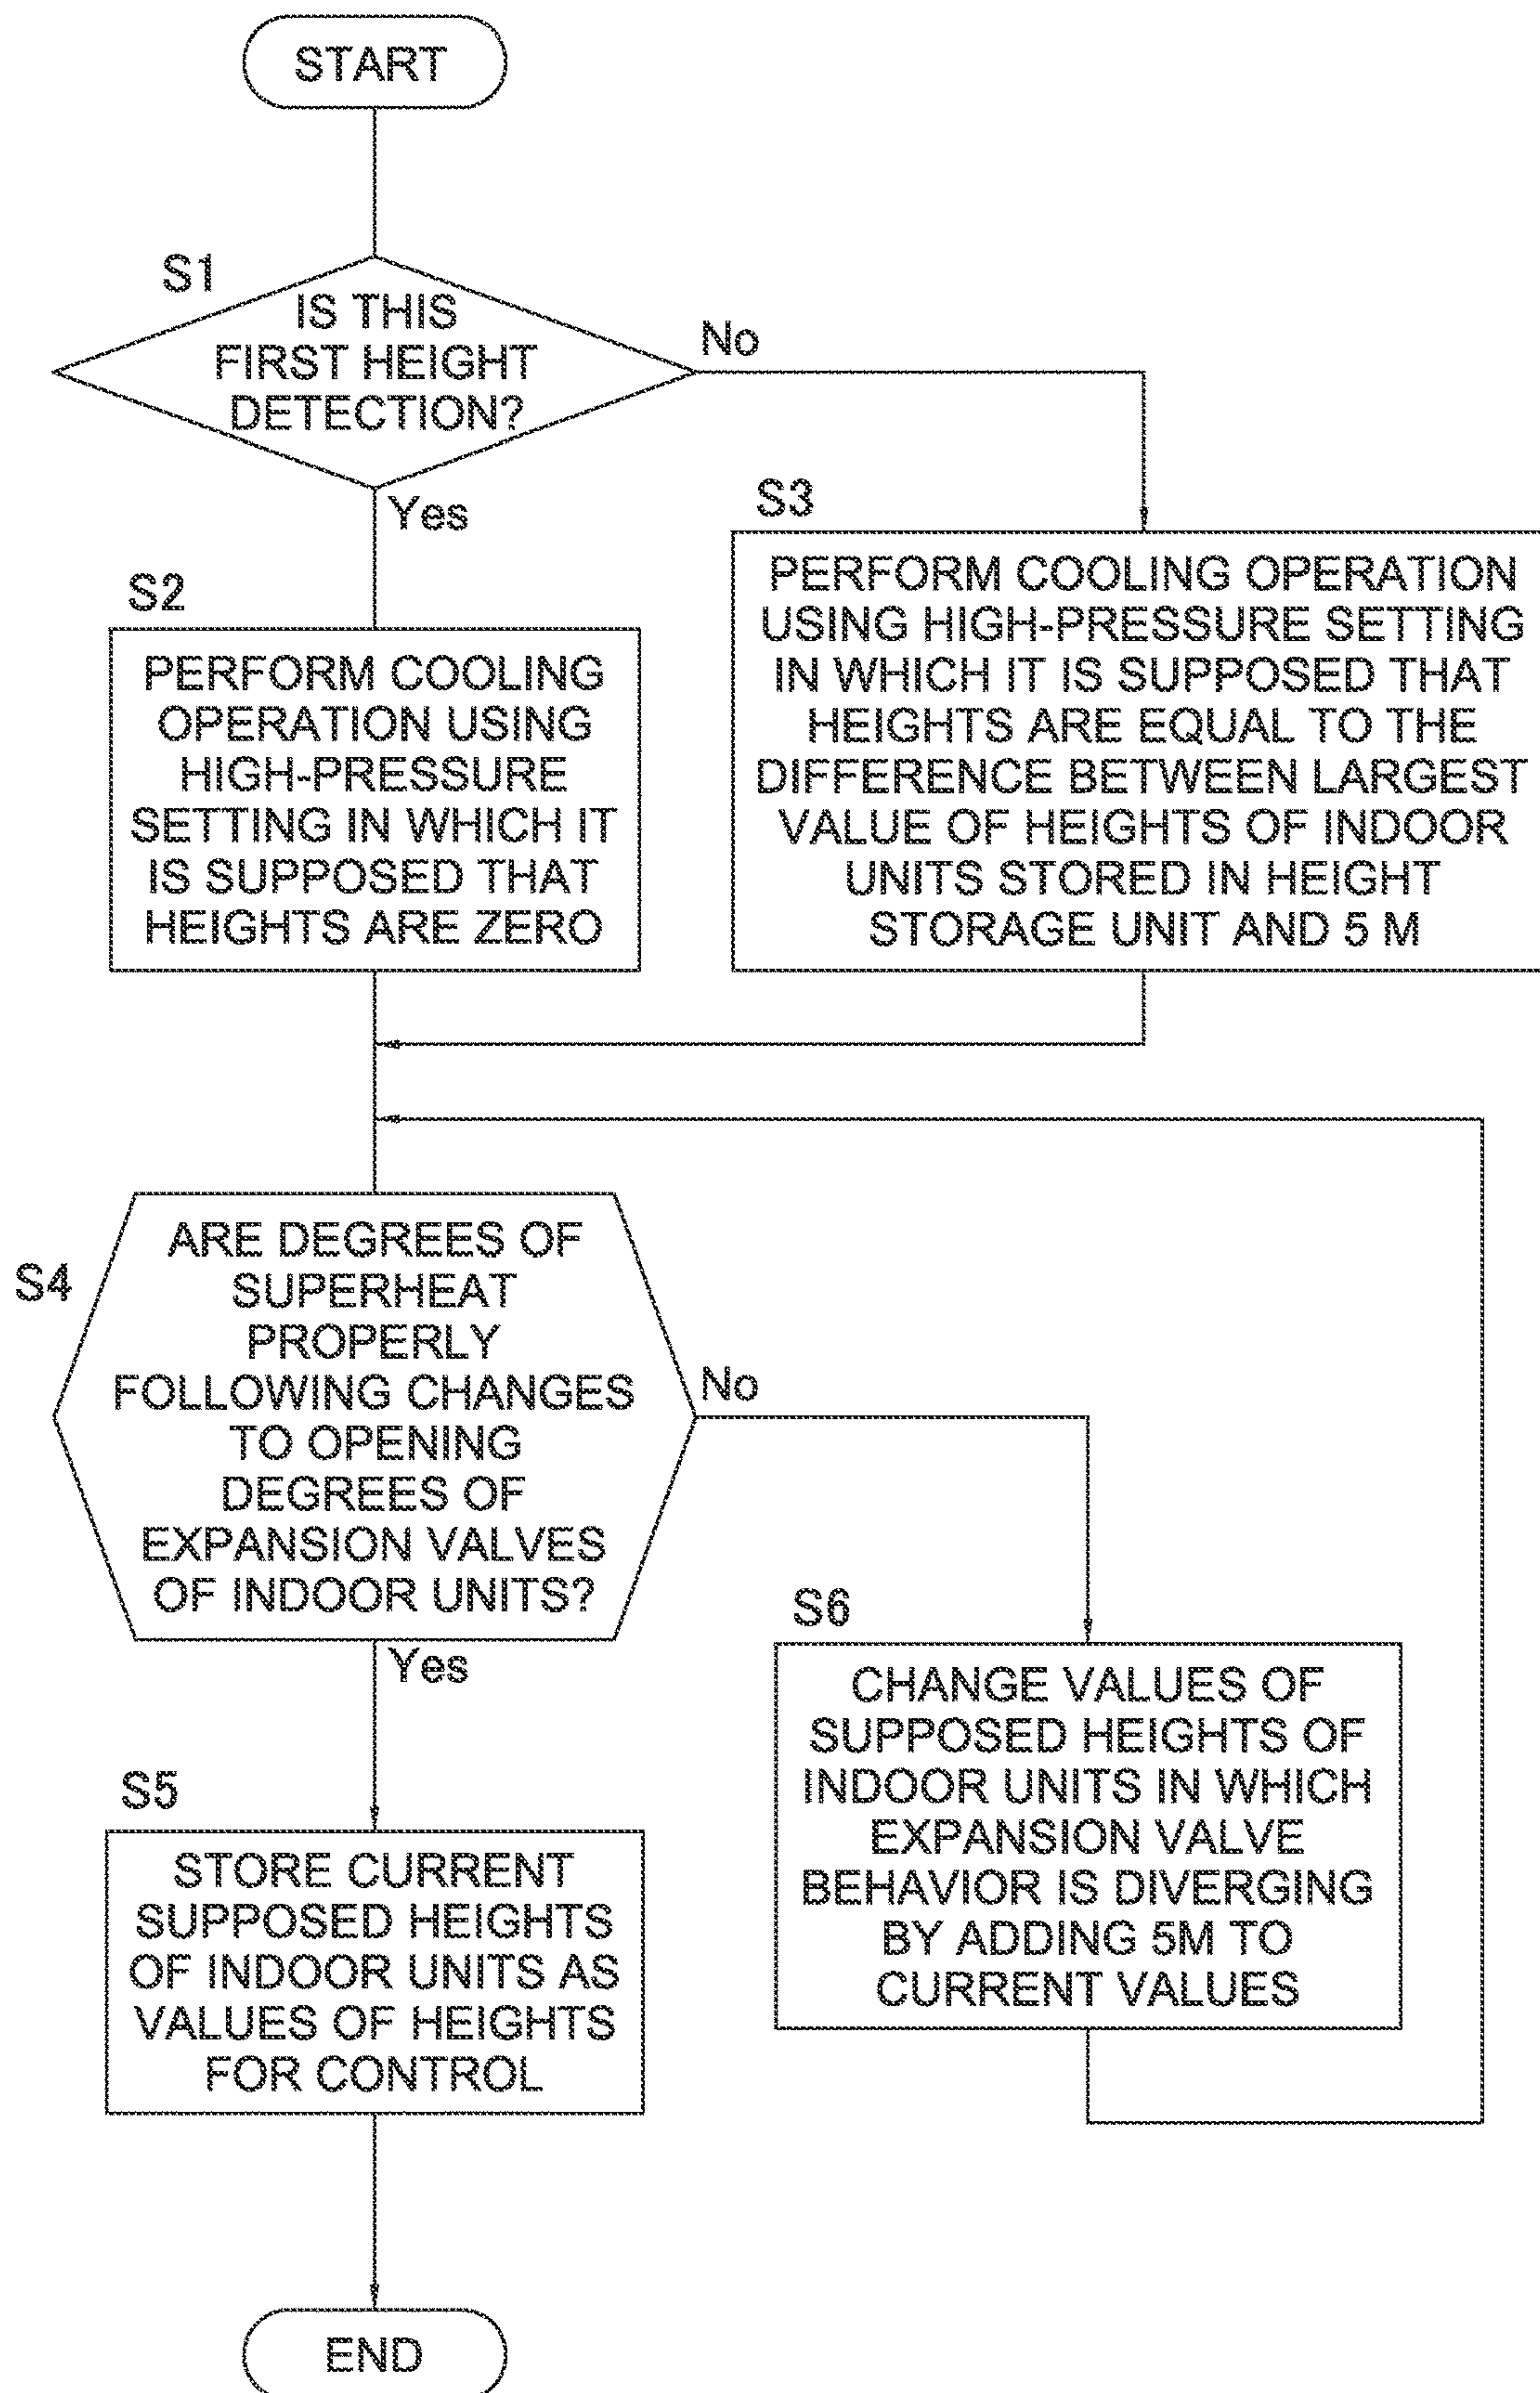 START
S1
IS THIS
FIRST HEIGHT
DETECTION?
No
Yes
S2
PERFORM COOLING
OPERATION USING
HIGH-PRESSURE
SETTING IN WHICH IT
IS SUPPOSED THAT
HEIGHTS ARE ZERO
S3
PERFORM COOLING OPERATION
USING HIGH-PRESSURE SETTING
IN WHICH IT IS SUPPOSED THAT
HEIGHTS ARE EQUAL TO THE
DIFFERENCE BETWEEN LARGEST
VALUE OF HEIGHTS OF INDOOR
UNITS STORED IN HEIGHT
STORAGE UNIT AND 5 M
S4
ARE DEGREES OF
SUPERHEAT
PROPERLY
FOLLOWING CHANGES
TO OPENING
DEGREES OF
EXPANSION VALVES
OF INDOOR UNITS?
No
Yes
S5
STORE CURRENT
SUPPOSED HEIGHTS
OF INDOOR UNITS AS
VALUES OF HEIGHTS
FOR CONTROL
S6
CHANGE VALUES OF
SUPPOSED HEIGHTS OF
INDOOR UNITS IN WHICH
EXPANSION VALVE
BEHAVIOR IS DIVERGING
BY ADDING 5M TO
CURRENT VALUES
END